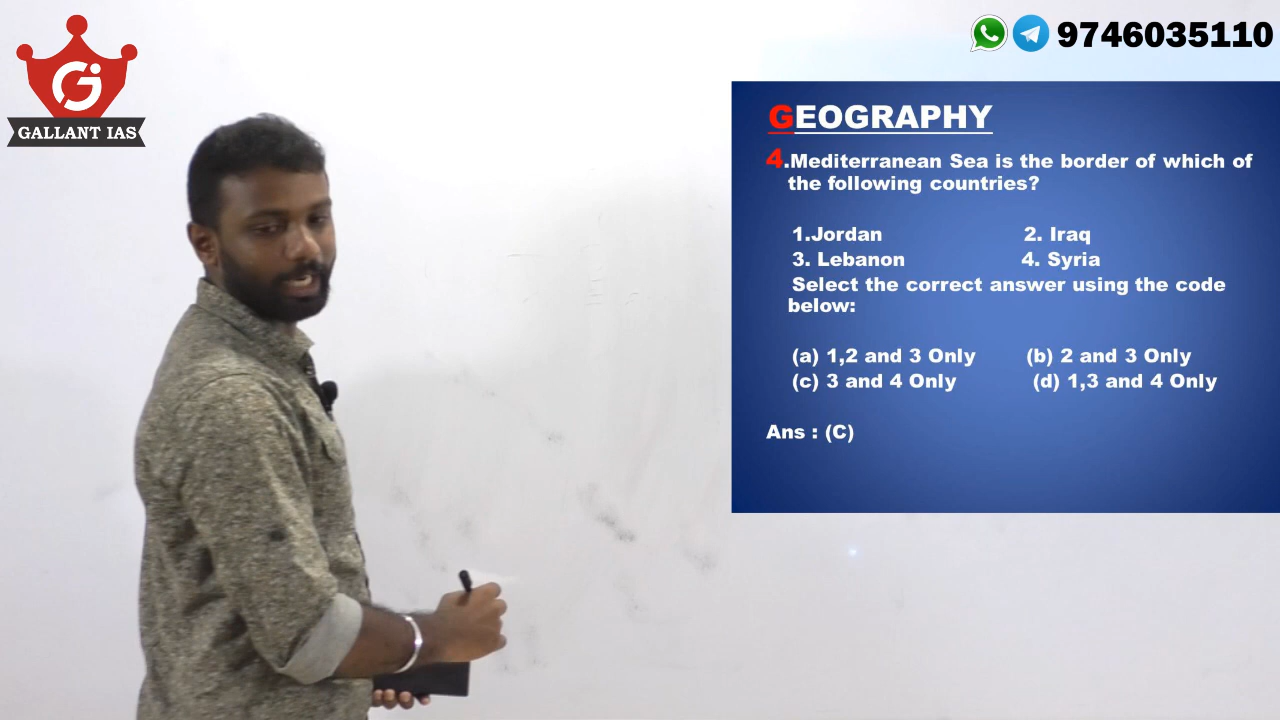 GALLANT IAS
9746035110
GEOGRAPHY
4.Mediterranean Sea is the border of which of
the following countries?
1.Jordan 2. Iraq
3. Lebanon 4. Syria
Select the correct answer using the code
below:
(a) 1,2 and 3 Only (b) 2 and 3 Only
(c) 3 and 4 Only (d) 1,3 and 4 Only
Ans : (C)